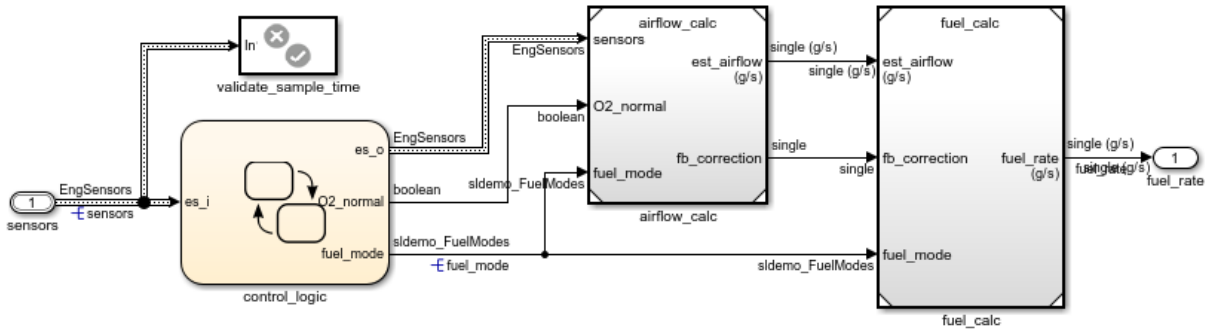 In
validate_sample_time
1
sensors
EngSensors
sensors
es_i
es_o
O2_normal
fuel_mode
control_logic
EngSensors
boolean
sldemo_FuelModes
fuel_mode
airflow_calc
EngSensors
sensors
boolean
O2_normal
sldemo_FuelModes
fuel_mode
est_airflow
(g/s)
fb_correction
airflow_calc
single (g/s)
single (g/s)
single
single
sldemo_FuelModes
fuel_calc
est_airflow
(g/s)
fb_correction
fuel_mode
fuel_rate
(g/s)
fuel_calc
single (g/s)
single (g/s)
fuel_rate
1
fuel_rate